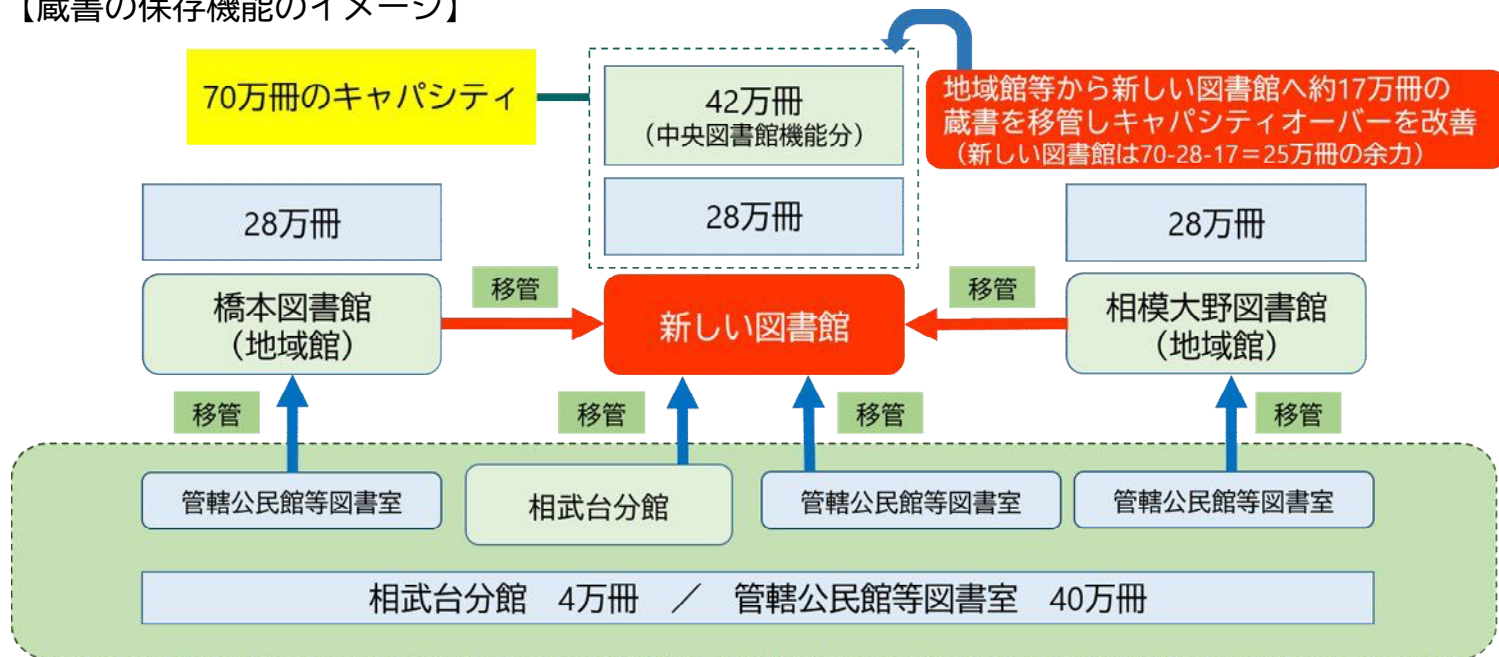 【蔵書の保存機能のイメージ】
70万冊のキャパシティ
42万冊
（中央図書館機能分）
地域館等から新しい図書館へ約17万冊の
蔵書を移管しキャパシティオーバーを改善
（新しい図書館は70-28-17＝25万冊の余力）
28万冊
28万冊
28万冊
橋本図書館
（地域館）
移管
新しい図書館
移管
相模大野図書館
（地域館）
移管
移管
移管
移管
管轄公民館等図書室
相武台分館
管轄公民館等図書室
管轄公民館等図書室
相武台分館　4万冊　／　管轄公民館等図書室　40万冊